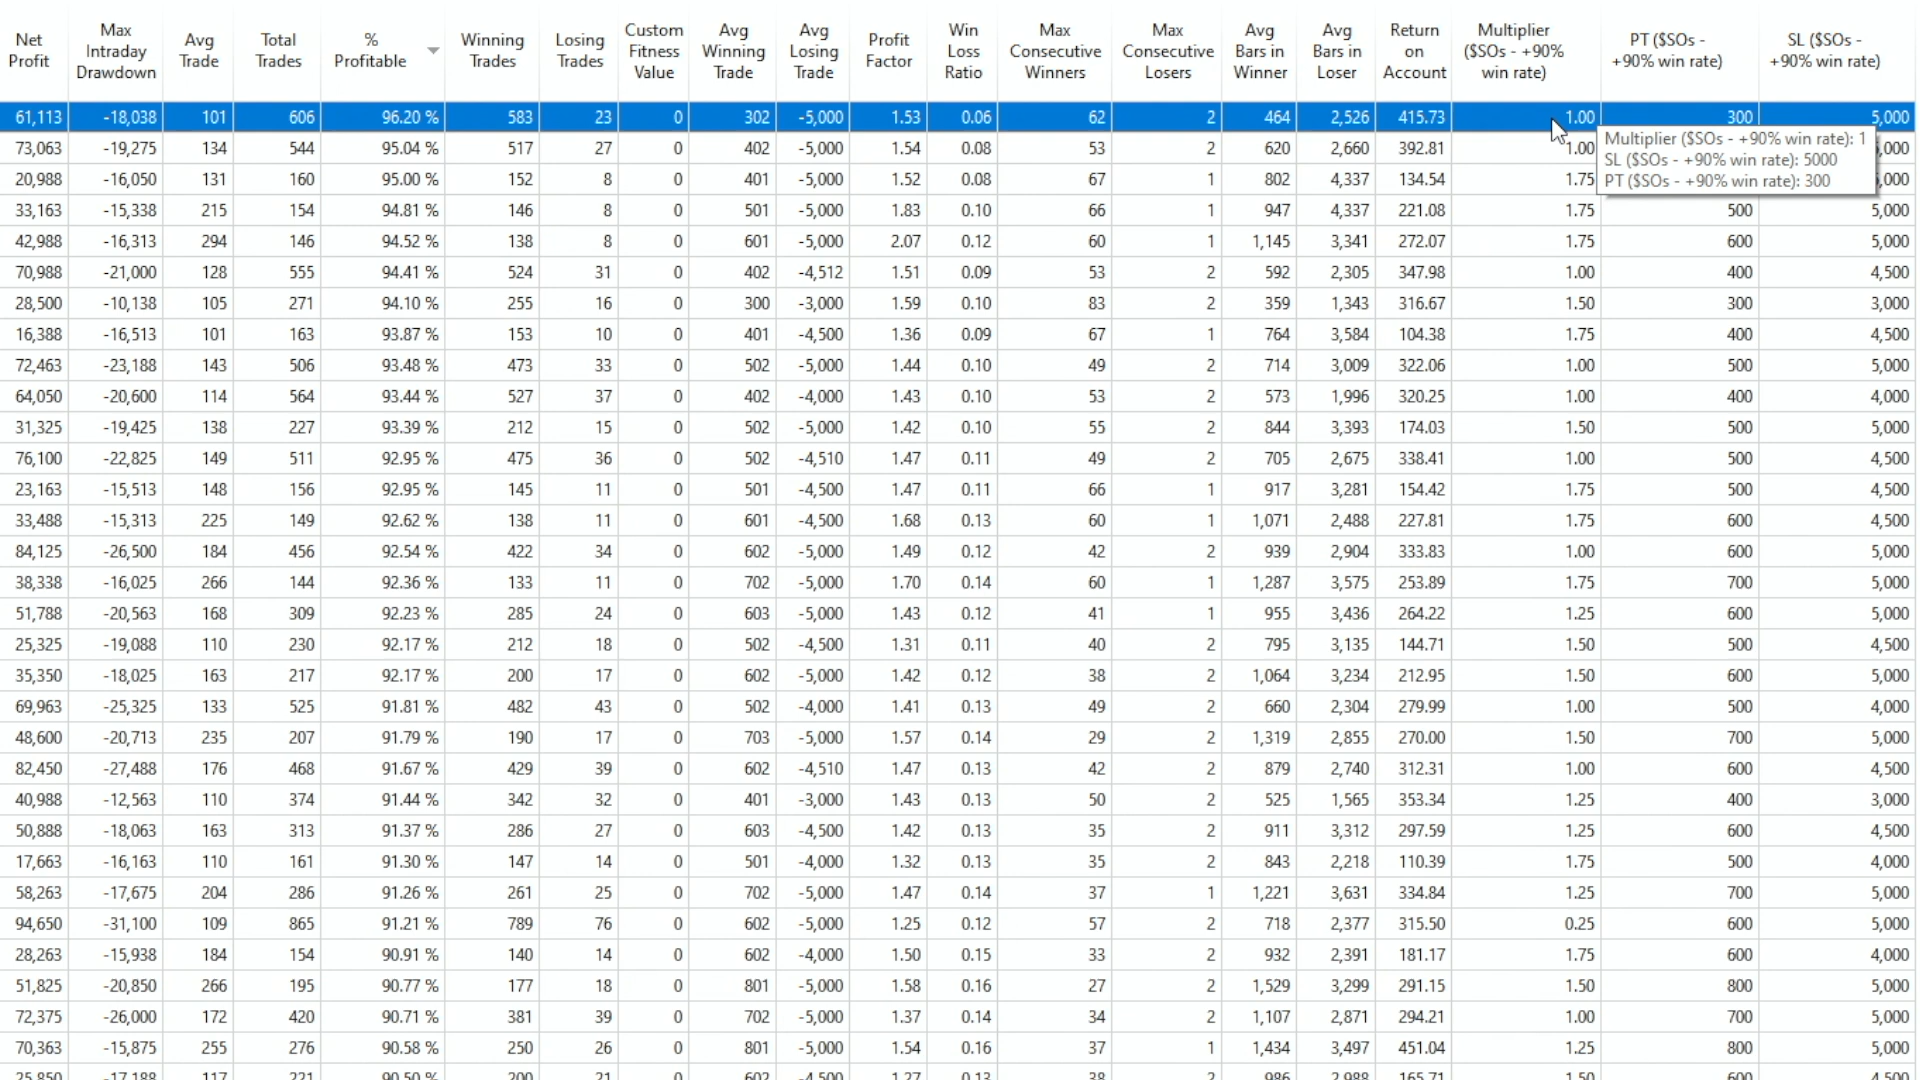 Net Profit	Max Intraday Drawdown	Avg Trade	Total Trades	% Profitable	Winning Trades	Losing Trades	Custom Fitness Value	Avg Winning Trade	Avg Losing Trade	Profit Factor	Win Loss Ratio	Max Consecutive Winners	Max Consecutive Losers	Avg Bars in Winner	Avg Bars in Loser	Return on Account	Multiplier ($SOs - +90% win rate)	PT ($SOs - +90% win rate)	SL ($SOs - +90% win rate)
61,113	-18,038	101	606	96.20 %	583	23	0	302	-5,000	1.53	0.06	62	2	464	2,526	415.73	1.00	300	5,000
Multiplier ($SOs - +90% win rate): 1
SL ($SOs - +90% win rate): 5000
PT ($SOs - +90% win rate): 300
73,063	-19,275	134	544	95.04 %	517	27	0	402	-5,000	1.54	0.08	53	2	620	2,660	392.81	1.00
20,988	-16,050	131	160	95.00 %	152	8	0	401	-5,000	1.52	0.08	67	1	802	4,337	134.54	1.75
33,163	-15,338	215	154	94.81 %	146	8	0	501	-5,000	1.83	0.10	66	1	947	4,337	221.08	1.75	500	5,000
42,988	-16,313	294	146	94.52 %	138	8	0	601	-5,000	2.07	0.12	60	1	1,145	3,341	272.07	1.75	600	5,000
70,988	-21,000	128	555	94.41 %	524	31	0	402	-4,512	1.51	0.09	53	2	592	2,305	347.98	1.00	400	4,500
28,500	-10,138	105	271	94.10 %	255	16	0	300	-3,000	1.59	0.10	83	2	359	1,343	316.67	1.50	300	3,000
16,388	-16,513	101	163	93.87 %	153	10	0	401	-4,500	1.36	0.09	67	1	764	3,584	104.38	1.75	400	4,500
72,463	-23,188	143	506	93.48 %	473	33	0	502	-5,000	1.44	0.10	49	2	714	3,009	322.06	1.00	500	5,000
64,050	-20,600	114	564	93.44 %	527	37	0	402	-4,000	1.43	0.10	53	2	573	1,996	320.25	1.00	400	4,000
31,325	-19,425	138	227	93.39 %	212	15	0	502	-5,000	1.42	0.10	55	2	844	3,393	174.03	1.50	500	5,000
76,100	-22,825	149	511	92.95 %	475	36	0	502	-4,510	1.47	0.11	49	2	705	2,675	338.41	1.00	500	4,500
23,163	-15,513	148	156	92.95 %	145	11	0	501	-4,500	1.47	0.11	66	1	917	3,281	154.42	1.75	500	4,500
33,488	-15,313	225	149	92.62 %	138	11	0	601	-4,500	1.68	0.13	60	1	1,071	2,488	227.81	1.75	600	4,500
84,125	-26,500	184	456	92.54 %	422	34	0	602	-5,000	1.49	0.12	42	2	939	2,904	333.83	1.00	600	5,000
38,338	-16,025	266	144	92.36 %	133	11	0	702	-5,000	1.70	0.14	60	1	1,287	3,575	253.89	1.75	700	5,000
51,788	-20,563	168	309	92.23 %	285	24	0	603	-5,000	1.43	0.12	41	1	955	3,436	264.22	1.25	600	5,000
25,325	-19,088	110	230	92.17 %	212	18	0	502	-4,500	1.31	0.11	40	2	795	3,135	144.71	1.50	500	4,500
35,350	-18,025	163	217	92.17 %	200	17	0	602	-5,000	1.42	0.12	38	2	1,064	3,234	212.95	1.50	600	5,000
69,963	-25,325	133	525	91.81 %	482	43	0	502	-4,000	1.41	0.13	49	2	660	2,304	279.99	1.00	500	4,000
48,600	-20,713	235	207	91.79 %	190	17	0	703	-5,000	1.57	0.14	29	2	1,319	2,855	270.00	1.50	700	5,000
82,450	-27,488	176	468	91.67 %	429	39	0	602	-4,510	1.47	0.13	42	2	879	2,740	312.31	1.00	600	4,500
40,988	-12,563	110	374	91.44 %	342	32	0	401	-3,000	1.43	0.13	50	2	525	1,565	353.34	1.25	400	3,000
50,888	-18,063	163	313	91.37 %	286	27	0	603	-4,500	1.42	0.13	35	2	911	3,312	297.59	1.25	600	4,500
17,663	-16,163	110	161	91.30 %	147	14	0	501	-4,000	1.32	0.13	35	2	843	2,218	110.39	1.75	500	4,000
58,263	-17,675	204	286	91.26 %	261	25	0	702	-5,000	1.47	0.14	37	1	1,221	3,631	334.84	1.25	700	5,000
94,650	-31,100	109	865	91.21 %	789	76	0	602	-5,000	1.25	0.12	57	2	718	2,377	315.50	0.25	600	5,000
28,263	-15,938	184	154	90.91 %	140	14	0	602	-4,000	1.50	0.15	33	2	932	2,391	181.17	1.75	600	4,000
51,825	-20,850	266	195	90.77 %	177	18	0	801	-5,000	1.58	0.16	27	2	1,529	3,299	291.15	1.50	800	5,000
72,375	-26,000	172	420	90.71 %	381	39	0	702	-5,000	1.37	0.14	34	2	1,107	2,871	294.21	1.00	700	5,000
70,363	-15,875	255	276	90.58 %	250	26	0	801	-5,000	1.54	0.16	37	1	1,434	3,497	451.04	1.25	800	5,000